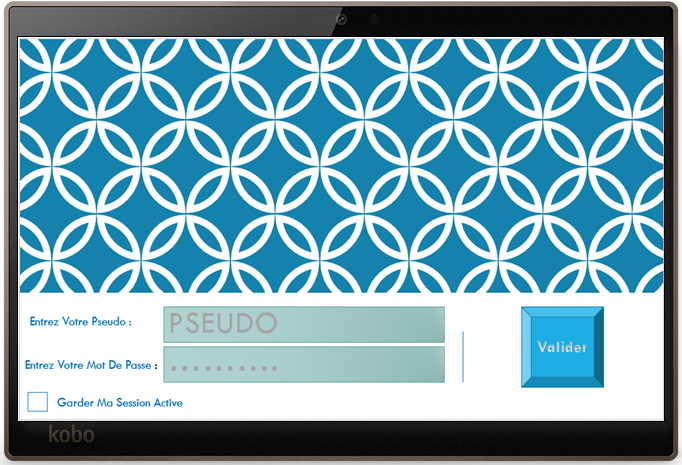 Entrez Votre Pseudo :
PSEUDO
Entrez Votre Mot De Passe :
Valider
Garder Ma Session Active
kobo